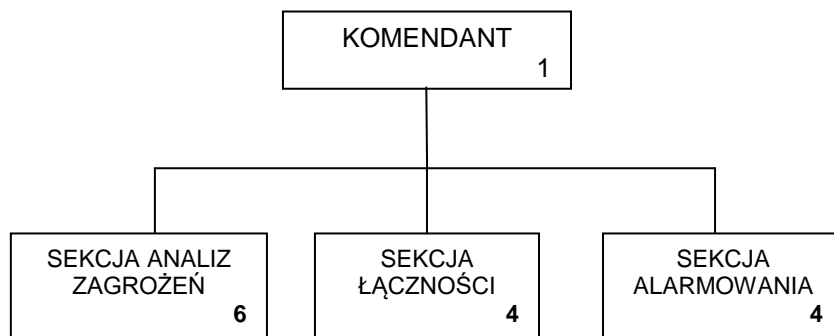 KOMENDANT
1
SEKCJA ANALIZ
ZAGROŻEŃ
6
SEKCJA
ŁĄCZNOŚCI
4
SEKCJA
ALARMOWANIA
4